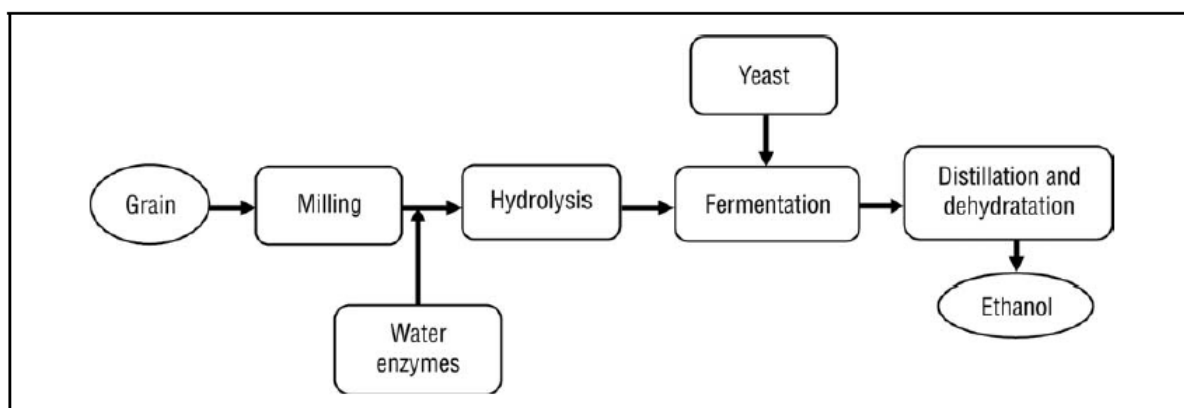 Yeast
Grain
Milling
Hydrolysis
Fermentation
Distillation and
dehydratation
Water
enzymes
Ethanol